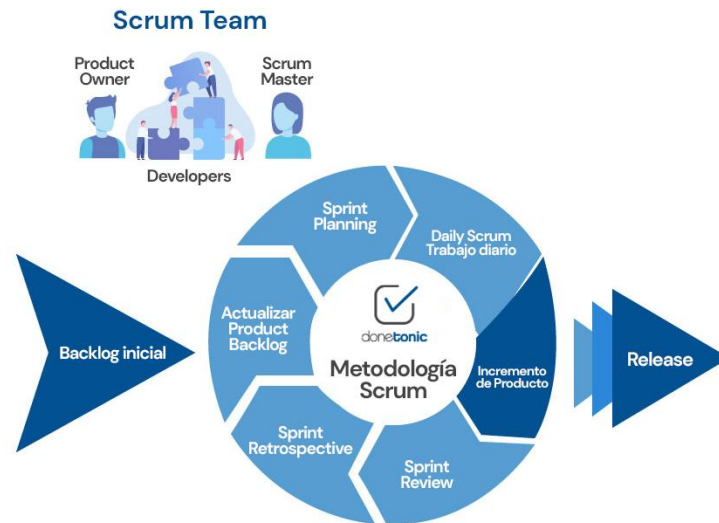 Scrum Team
Product
Owner
Scrum
Master
Developers
Sprint
Planning
Daily Scrum
Trabajo diario
Actualizar
Product
Backlog
Backlog inicial
donetonic
Metodología
Scrum
Incremento
de Producto
Release
Sprint
Retrospective
Sprint
Review